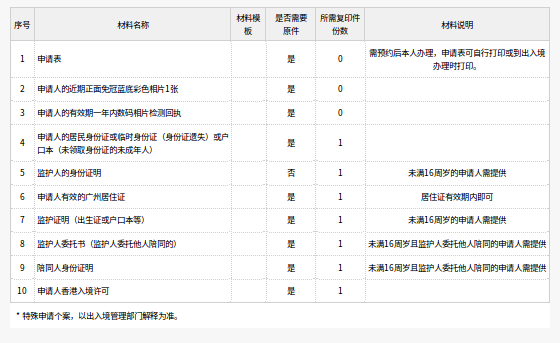 序号 材料名称 材料模板 是否需要原件 所需复印件份数 材料说明
1 申请表 是 0 需预约后本人办理，申请表可自行打印或到出入境办理时打印。
2 申请人的近期正面免冠蓝底彩色相片1张 是 0
3 申请人的有效期一年内数码相片检测回执 是 0
4 申请人的居民身份证或临时身份证（身份证遗失）或户口本（未领取身份证的未成年人） 是 1
5 监护人的身份证明 否 1 未满16周岁的申请人需提供
6 申请人有效的广州居住证 是 1 居住证有效期内即可
7 监护证明（出生证或户口本等） 是 1 未满16周岁的申请人需提供
8 监护人委托书（监护人委托他人陪同的） 是 1 未满16周岁且监护人委托他人陪同的申请人需提供
9 陪同人身份证明 是 1 未满16周岁且监护人委托他人陪同的申请人需提供
10 申请人香港入境许可 是 1
* 特殊申请个案，以出入境管理部门解释为准。